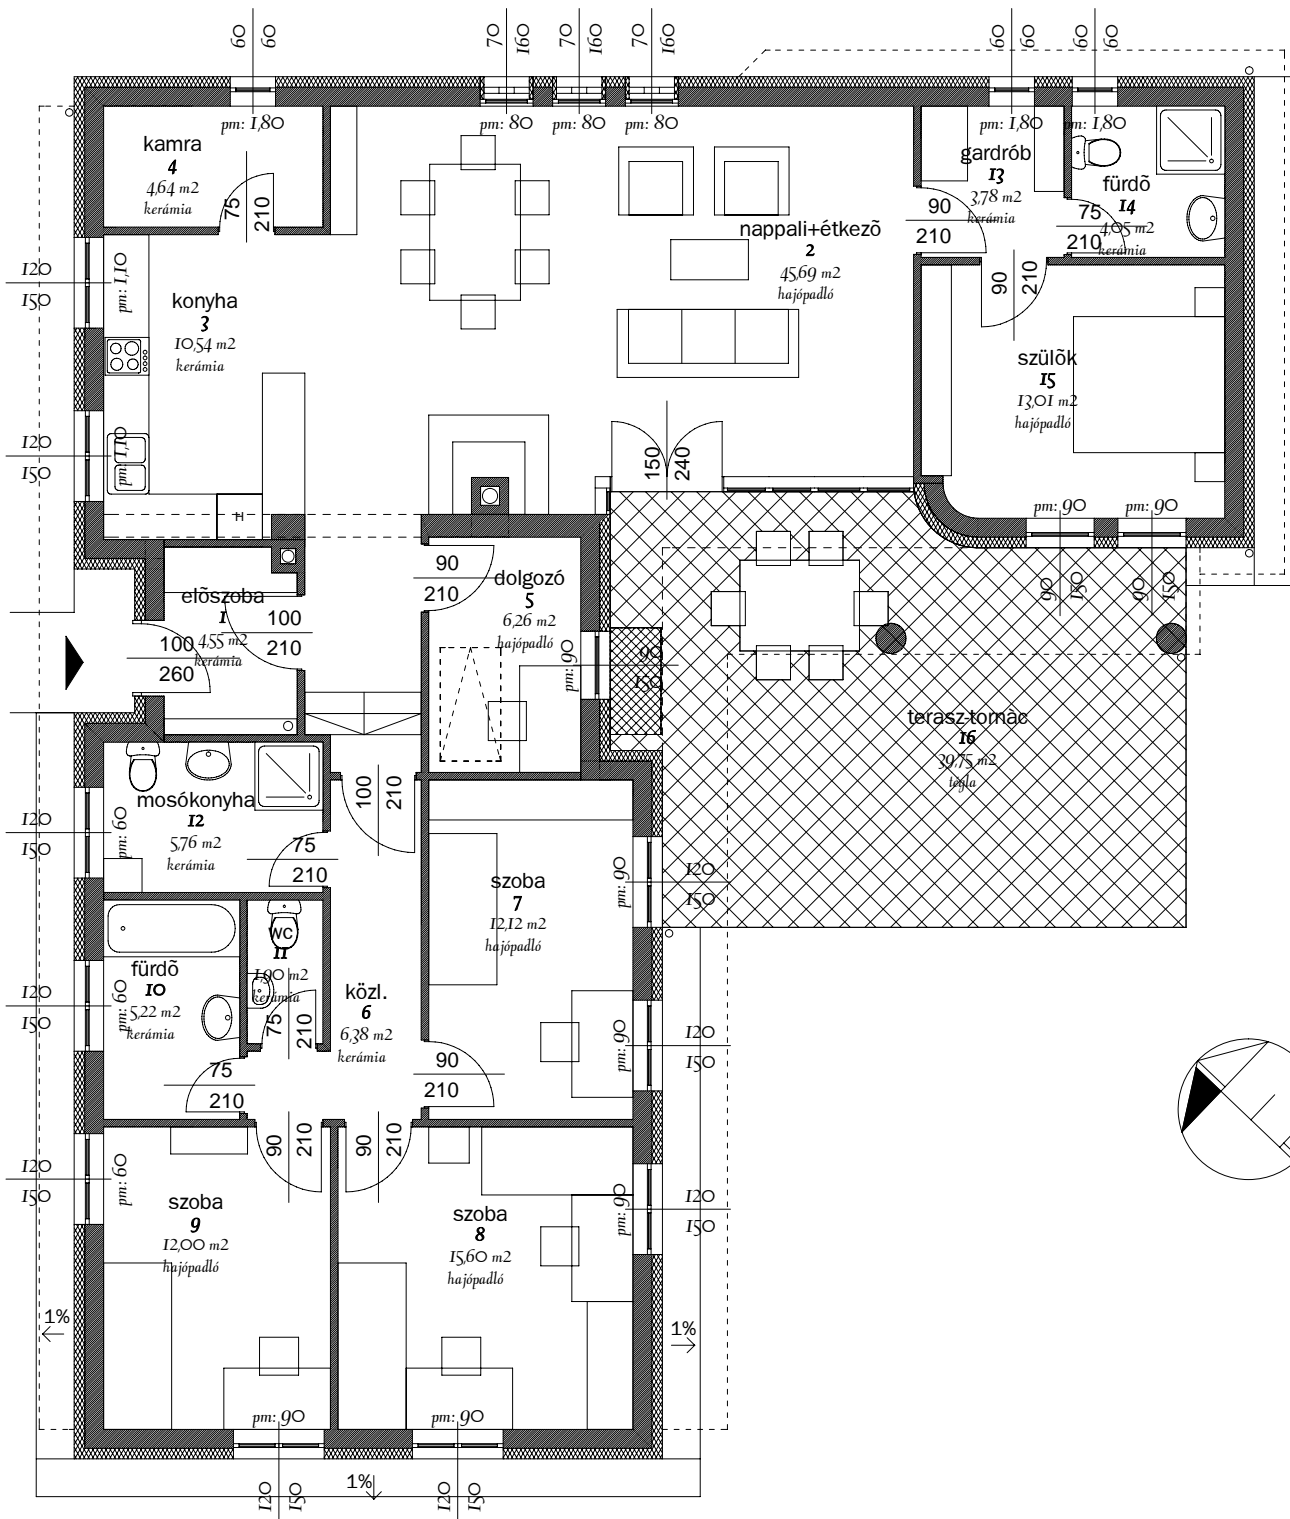 60
60
70
160
70
160
70
160
60
60
60
60
pm: 1,80
pm: 80
pm: 80
pm: 80
pm: 1,80
pm: 1,80
kamra
4
4,64 m2
kerámia
75
210
nappali+étkezõ
2
45,69 m2
hajópadló
gardrób
13
3,78 m2
kerámia
90
210
fürdõ
14
4,05 m2
kerámia
75
210
120
150
pm: 1,10
konyha
3
10,54 m2
kerámia
90
210
szülõk
15
13,01 m2
hajópadló
120
150
pm: 1,10
150
240
H
pm: 90
pm: 90
90
150
90
150
elõszoba
1
4,55 m2
kerámia
100
210
100
260
90
210
dolgozó
5
6,26 m2
hajópadló
pm: 90
90
150
terasz-tornàc
16
39,75 m2
tégla
mosókonyha
12
5,76 m2
kerámia
120
150
pm: 60
75
210
100
210
szoba
7
12,12 m2
hajópadló
pm: 90
120
150
fürdõ
10
5,22 m2
kerámia
120
150
pm: 60
75
210
WC
11
1,90 m2
kerámia
75
210
közl.
6
6,38 m2
kerámia
90
210
pm: 90
120
150
90
210
90
210
120
150
pm: 60
szoba
9
12,00 m2
hajópadló
szoba
8
15,60 m2
hajópadló
pm: 90
120
150
1%
1%
pm: 90
pm: 90
120
150
1%
120
150